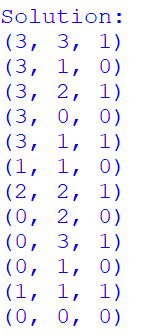 Solution:
(3, 3, 1)
(3, 1, 0)
(3, 2, 1)
(3, 0, 0)
(3, 1, 1)
(1, 1, 0)
(2, 2, 1)
(0, 2, 0)
(0, 3, 1)
(0, 1, 0)
(1, 1, 1)
(0, 0, 0)